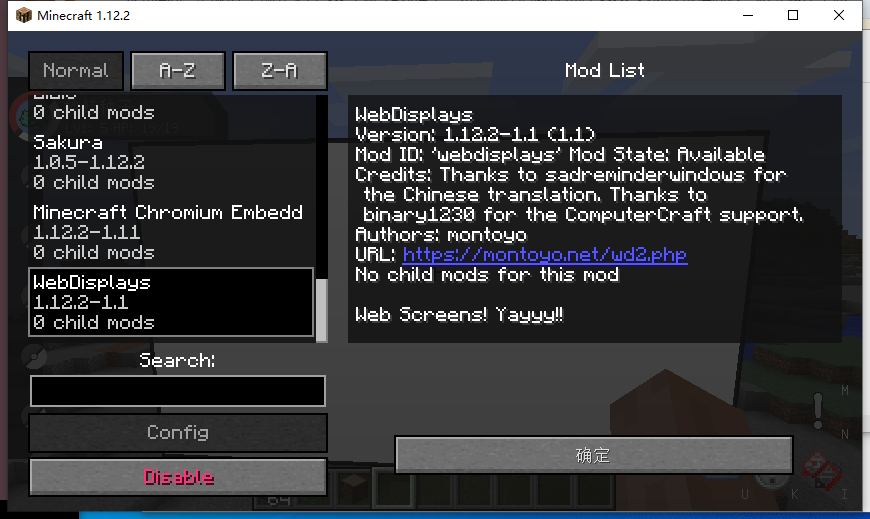 Minecraft 1.12.2
Normal
A-Z
Z-A
Mod List
0 child mods
Sakura
1.0.5-1.12.2
0 child mods
Minecraft Chromium Embedd
1.12.2-1.11
0 child mods
WebDisplays
1.12.2-1.1
0 child mods
Search:
Config
Disable
WebDisplays
Version: 1.12.2-1.1 (1.1)
Mod ID: 'webdisplays' Mod State: Available
Credits: Thanks to sadreminderwindows for
the Chinese translation. Thanks to
binary1230 for the ComputerCraft support.
Authors: montoyo
URL: https://montoyo.net/wd2.php
No child mods for this mod
Web Screens! Yayyy!!
确定
64
M
N
U K I